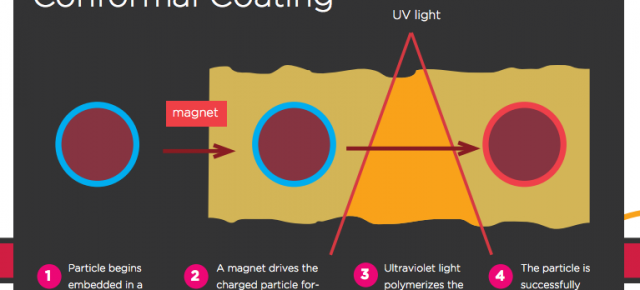 Conformal Coating
UV light
magnet
1 Particle begins
embedded in a
2 A magnet drives the
charged particle for-
3 Ultraviolet light
polymerizes the
4 The particle is
successfully